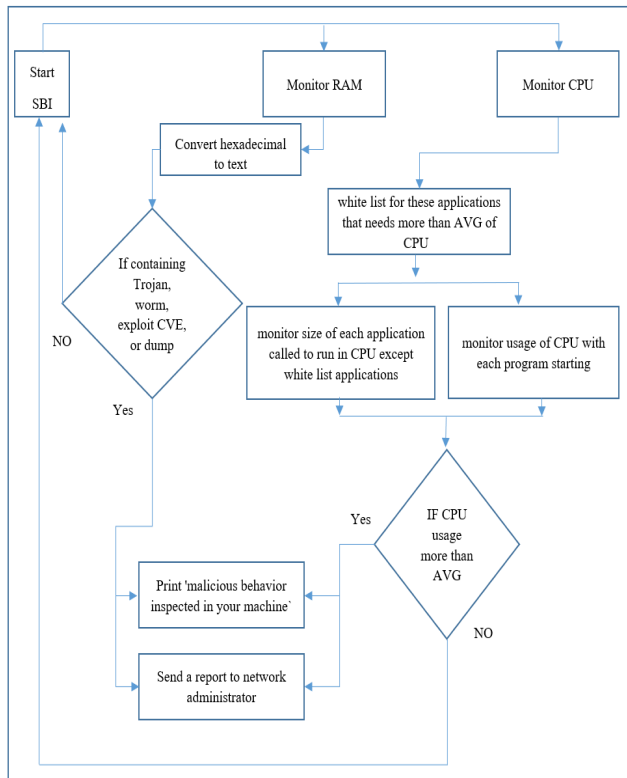 Start
SBI
Monitor RAM
Monitor CPU
Convert hexadecimal
to text
white list for these applications
that needs more than AVG of
CPU
If containing
Trojan,
worm,
exploit CVE,
or dump
NO
monitor size of each application
called to run in CPU except
white list applications
monitor usage of CPU with
each program starting
Yes
IF CPU
usage
more than
AVG
Yes
Print 'malicious behavior
inspected in your machine`
NO
Send a report to network
administrator